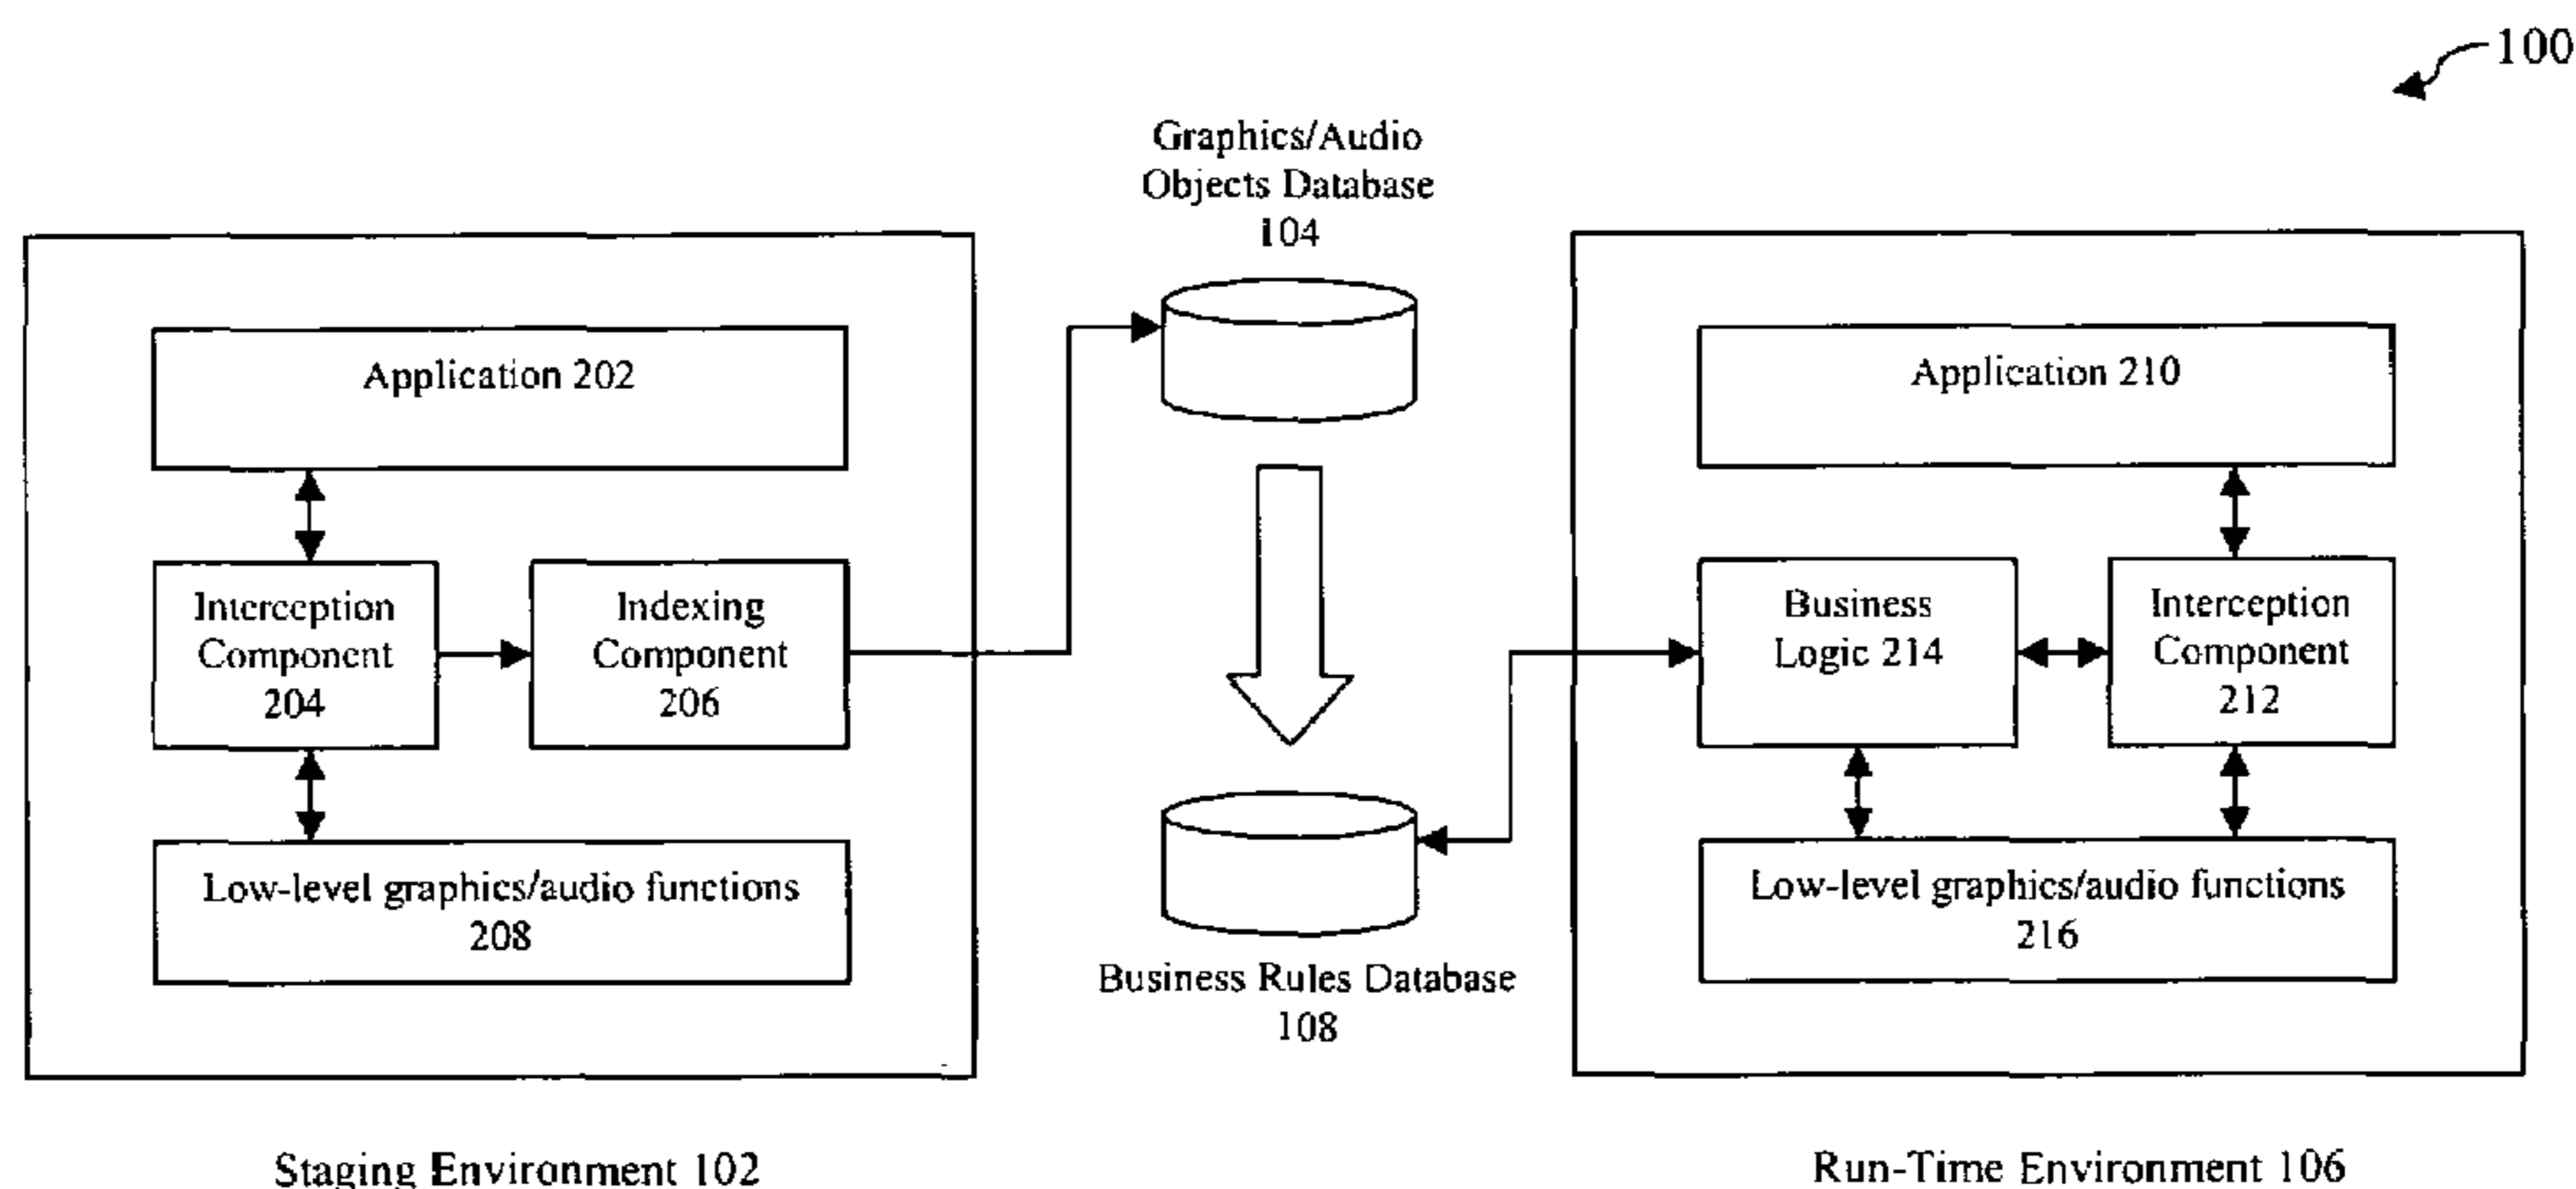 100
Graphics/Audio
Objects Database
104
Application 202
Interception
Component
204
Indexing
Component
206
Low-level graphics/audio functions
208
Staging Environment 102
Business Rules Database
108
Application 210
Business
Logic 214
Interception
Component
212
Low-level graphics/audio functions
216
Run-Time Environment 106